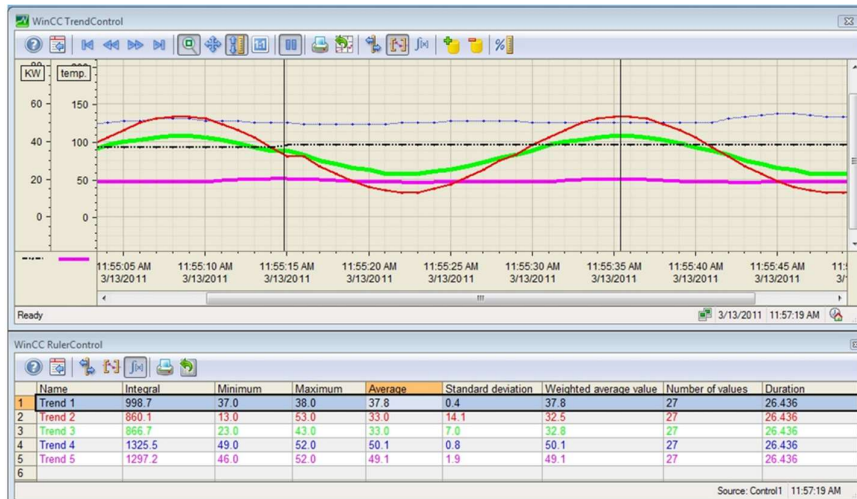 WinCC TrendControl
KW temp.
60 150
40 100
20 50
0 0
11:55:05 AM 11:55:10 AM 11:55:15 AM 11:55:20 AM 11:55:25 AM 11:55:30 AM 11:55:35 AM 11:55:40 AM 11:55:45 AM 11:5
3/13/2011 3/13/2011 3/13/2011 3/13/2011 3/13/2011 3/13/2011 3/13/2011 3/13/2011 3/13/2011 3/
Ready 3/13/2011 11:57:19 AM
WinCC RulerControl
Name Integral Minimum Maximum Average Standard deviation Weighted average value Number of values Duration
1 Trend 1 998.7 37.0 38.0 37.8 0.4 37.8 27 26.436
2 Trend 2 860.1 13.0 53.0 33.0 14.1 32.5 27 26.436
3 Trend 3 866.7 23.0 43.0 33.0 7.0 32.8 27 26.436
4 Trend 4 1325.5 49.0 52.0 50.1 0.8 50.1 27 26.436
5 Trend 5 1297.2 46.0 52.0 49.1 1.9 49.1 27 26.436
6
Source: Control1 11:57:19 AM